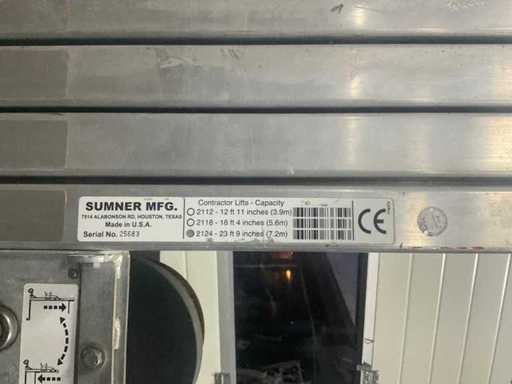 SUMNER MFG.
7514 ALABONSON RD, HOUSTON, TEXAS
Made in U.S.A.
Serial No. 25683
Contractor Lifts - Capacity
2112 - 12 ft 11 inches (3.9m)
2118 - 18 ft 4 inches (5.6m)
2124 - 23 ft 9 inches (7.2m)
CE